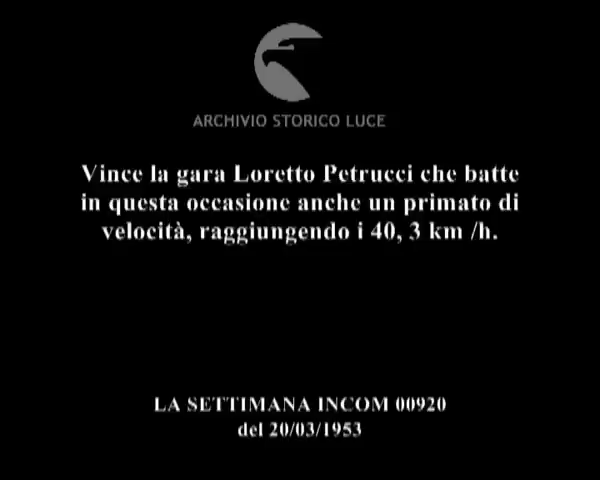 ARCHIVIO STORICO LUCE
Vince la gara Loretto Petrucci che batte
in questa occasione anche un primato di
velocità, raggiungendo i 40, 3 km /h.
LA SETTIMANA INCOM 00920
del 20/03/1953